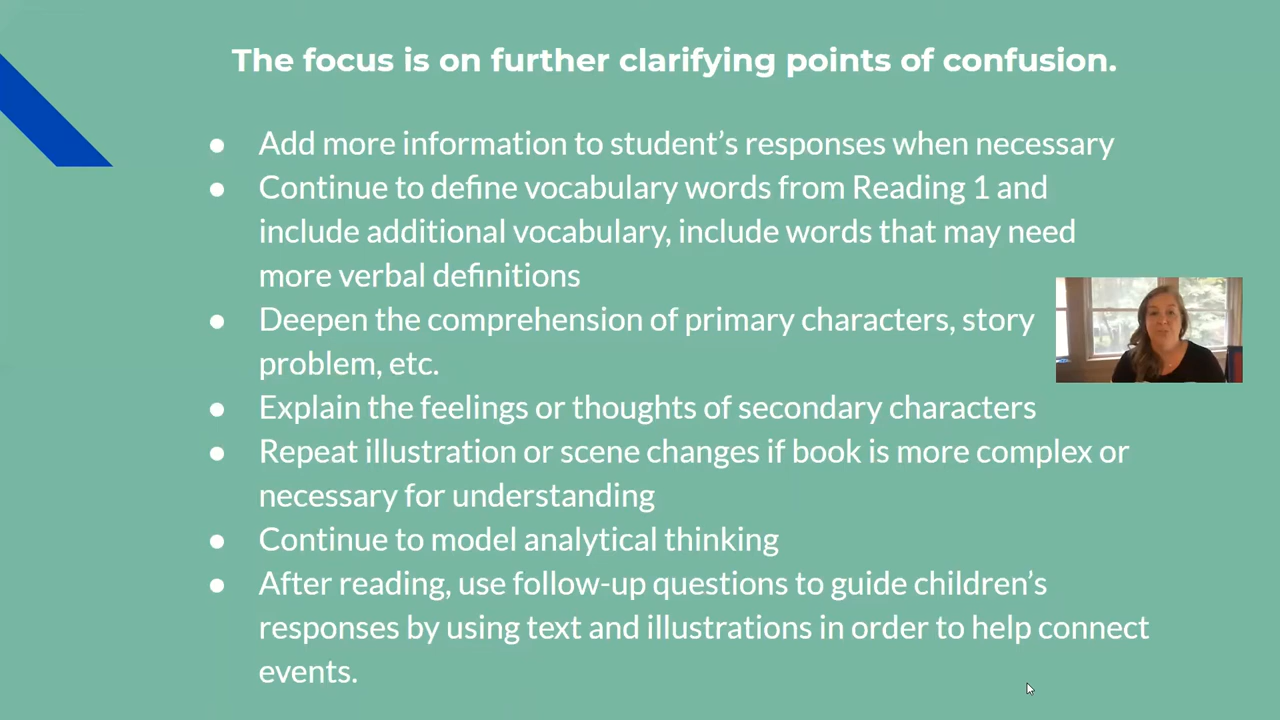 The focus is on further clarifying points of confusion.
● Add more information to student’s responses when necessary
● Continue to define vocabulary words from Reading 1 and
include additional vocabulary, include words that may need
more verbal definitions
● Deepen the comprehension of primary characters, story
problem, etc.
● Explain the feelings or thoughts of secondary characters
● Repeat illustration or scene changes if book is more complex or
necessary for understanding
● Continue to model analytical thinking
● After reading, use follow-up questions to guide children’s
responses by using text and illustrations in order to help connect
events.